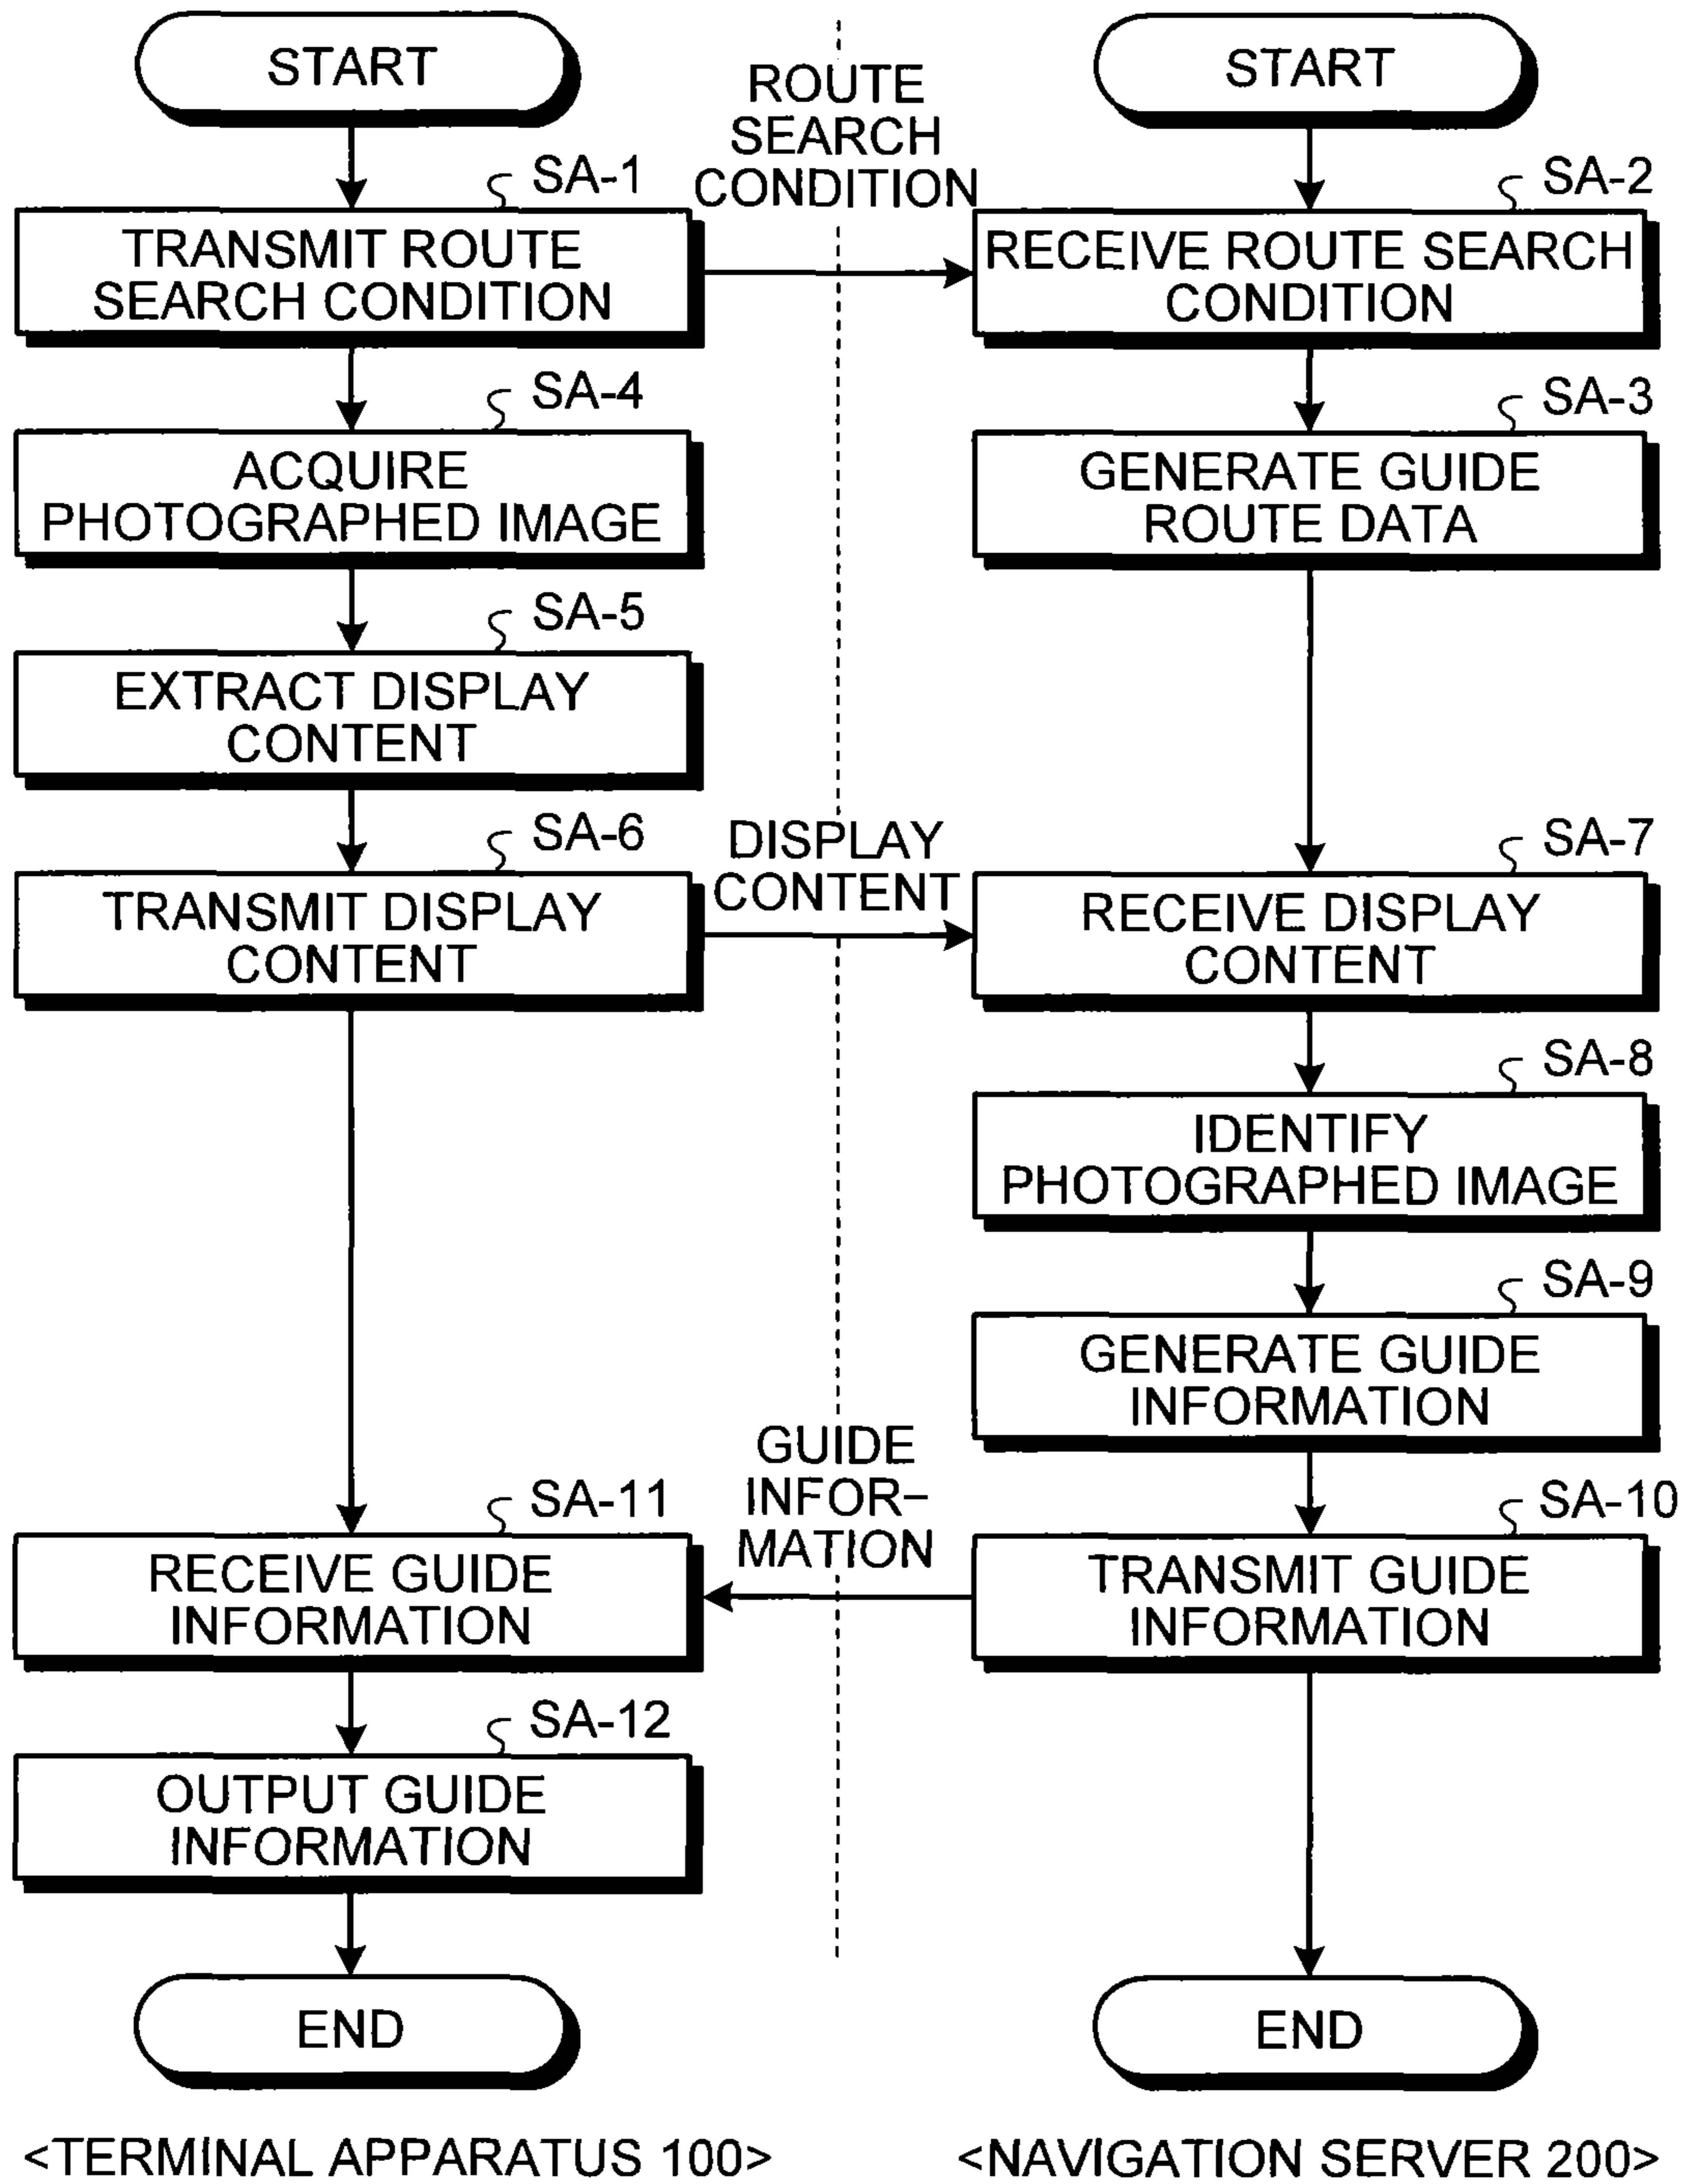 START
START
ROUTE
SEARCH
CONDITION
SA-1
SA-2
TRANSMIT ROUTE
SEARCH CONDITION
RECEIVE ROUTE SEARCH
CONDITION
SA-4
SA-3
ACQUIRE
PHOTOGRAPHED IMAGE
GENERATE GUIDE
ROUTE DATA
SA-5
EXTRACT DISPLAY
CONTENT
SA-6
DISPLAY
CONTENT
SA-7
TRANSMIT DISPLAY
CONTENT
RECEIVE DISPLAY
CONTENT
SA-8
IDENTIFY
PHOTOGRAPHED IMAGE
SA-9
GENERATE GUIDE
INFORMATION
GUIDE
INFOR-
MATION
SA-11
SA-10
RECEIVE GUIDE
INFORMATION
TRANSMIT GUIDE
INFORMATION
SA-12
OUTPUT GUIDE
INFORMATION
END
END
<TERMINAL APPARATUS 100>
<NAVIGATION SERVER 200>